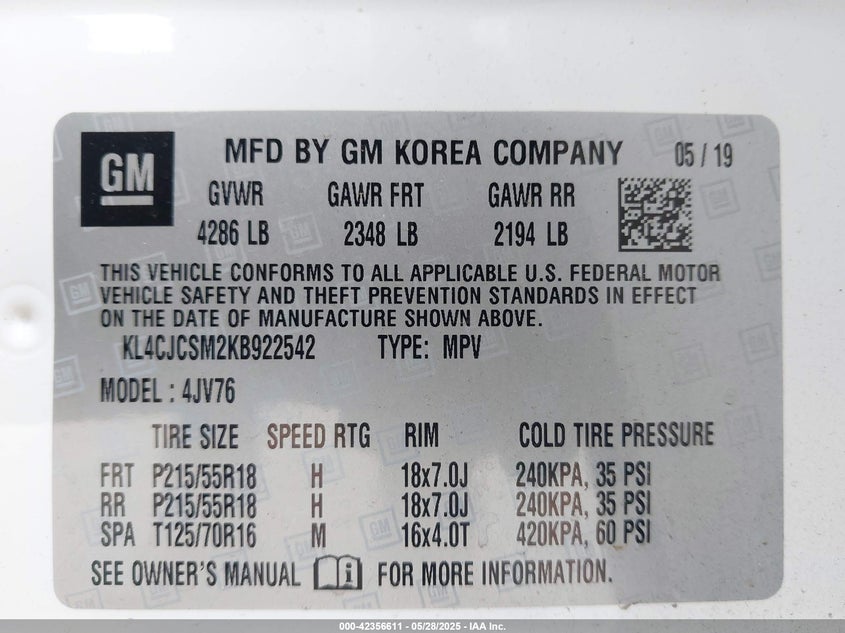 GM
MFD BY GM KOREA COMPANY 05 / 19
GVWR GAWR FRT GAWR RR
4286 LB 2348 LB 2194 LB
THIS VEHICLE CONFORMS TO ALL APPLICABLE U.S. FEDERAL MOTOR
VEHICLE SAFETY AND THEFT PREVENTION STANDARDS IN EFFECT
ON THE DATE OF MANUFACTURE SHOWN ABOVE.
KL4CJCSM2KB922542 TYPE: MPV
MODEL : 4JV76
TIRE SIZE SPEED RTG RIM COLD TIRE PRESSURE
FRT P215/55R18 H 18x7.0J 240KPA, 35 PSI
RR P215/55R18 H 18x7.0J 240KPA, 35 PSI
SPA T125/70R16 M 16x4.0T 420KPA, 60 PSI
SEE OWNER'S MANUAL FOR MORE INFORMATION.
000-42356611 - 05/28/2025 - IAA Inc.